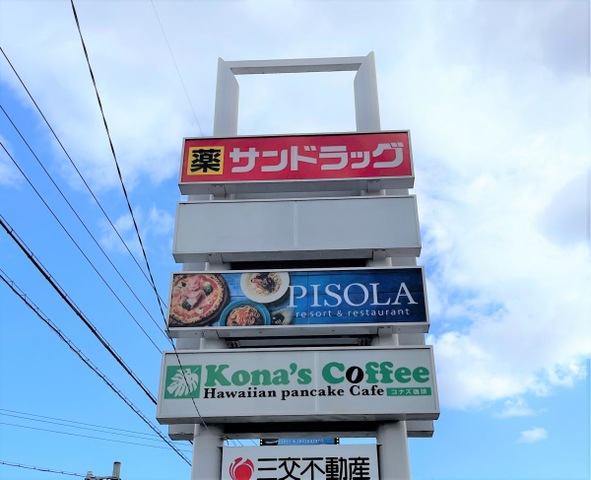 薬 サンドラッグ
PISOLA
resort & restaurant
Kona's Coffee
Hawaiian pancake Cafe コナズ珈琲
三交不動産